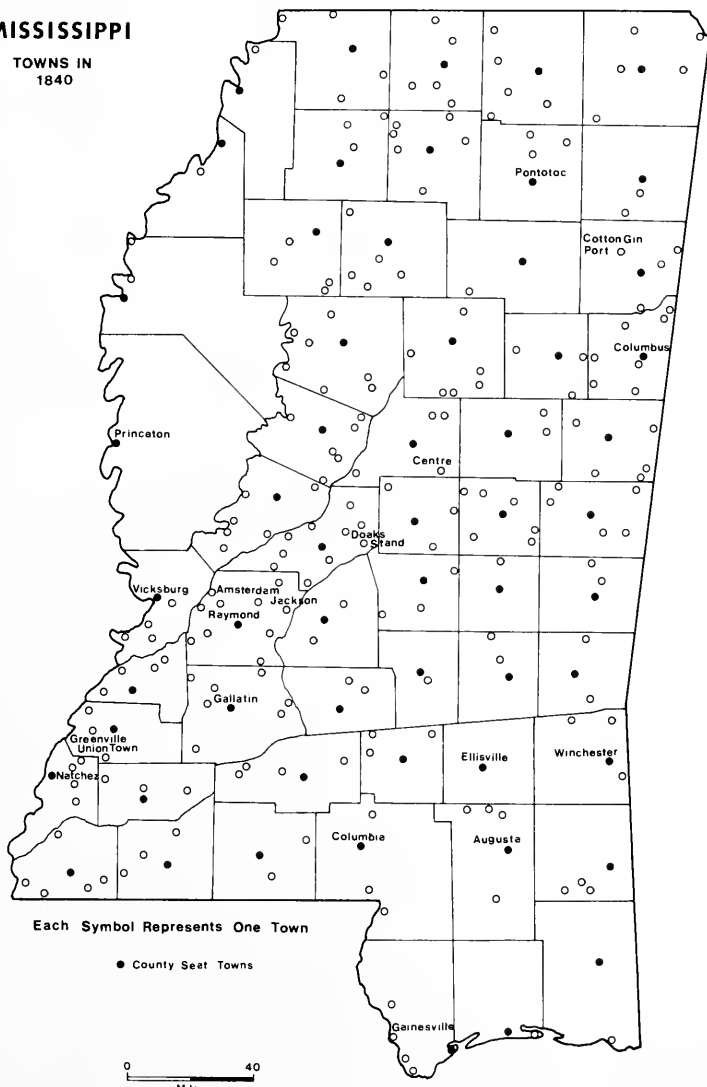 MISSISSIPPI
TOWNS IN
1840
Pontotoc
Cotton Gin
Port
Columbus
Princeton
Centre
Doaks
Stand
Vicksburg
Amsterdam
Jackson
Raymond
Gallatin
Greenville
Union Town
Natchez
Ellisville
Winchester
Columbia
Augusta
Each Symbol Represents One Town
● County Seat Towns
Gainesville
0 40